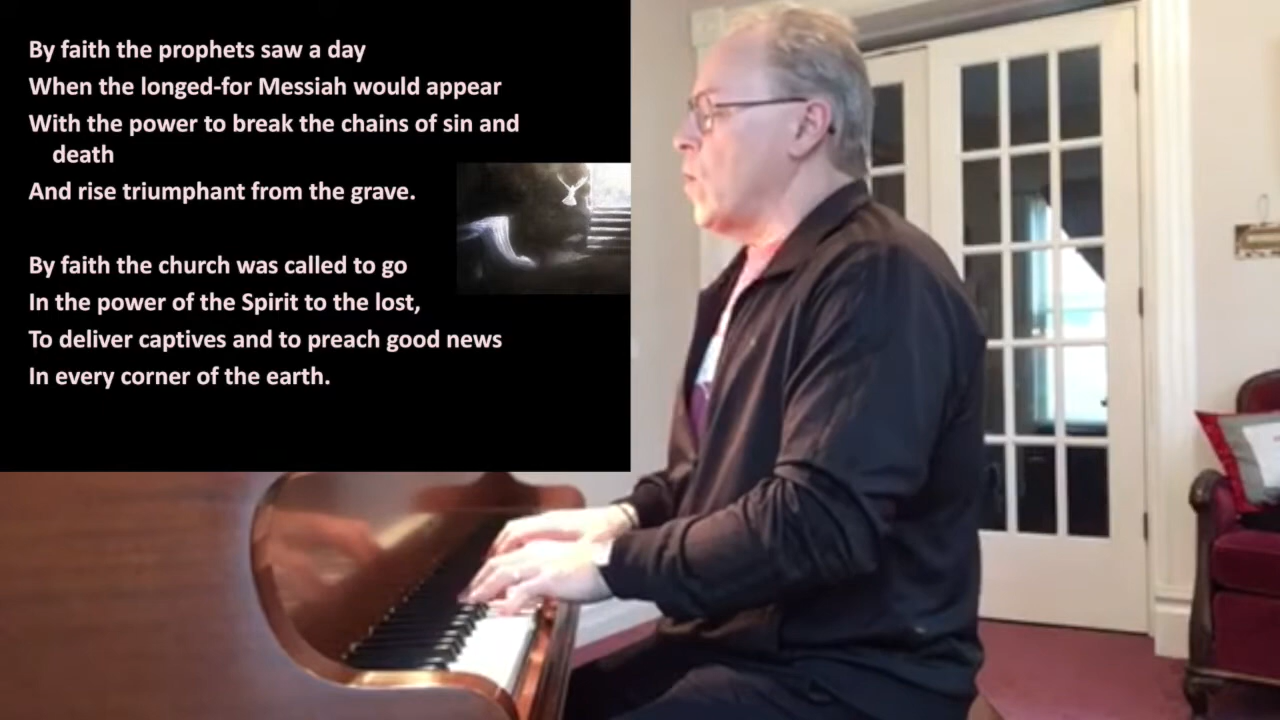 By faith the prophets saw a day
When the longed-for Messiah would appear
With the power to break the chains of sin and
death
And rise triumphant from the grave.
By faith the church was called to go
In the power of the Spirit to the lost,
To deliver captives and to preach good news
In every corner of the earth.